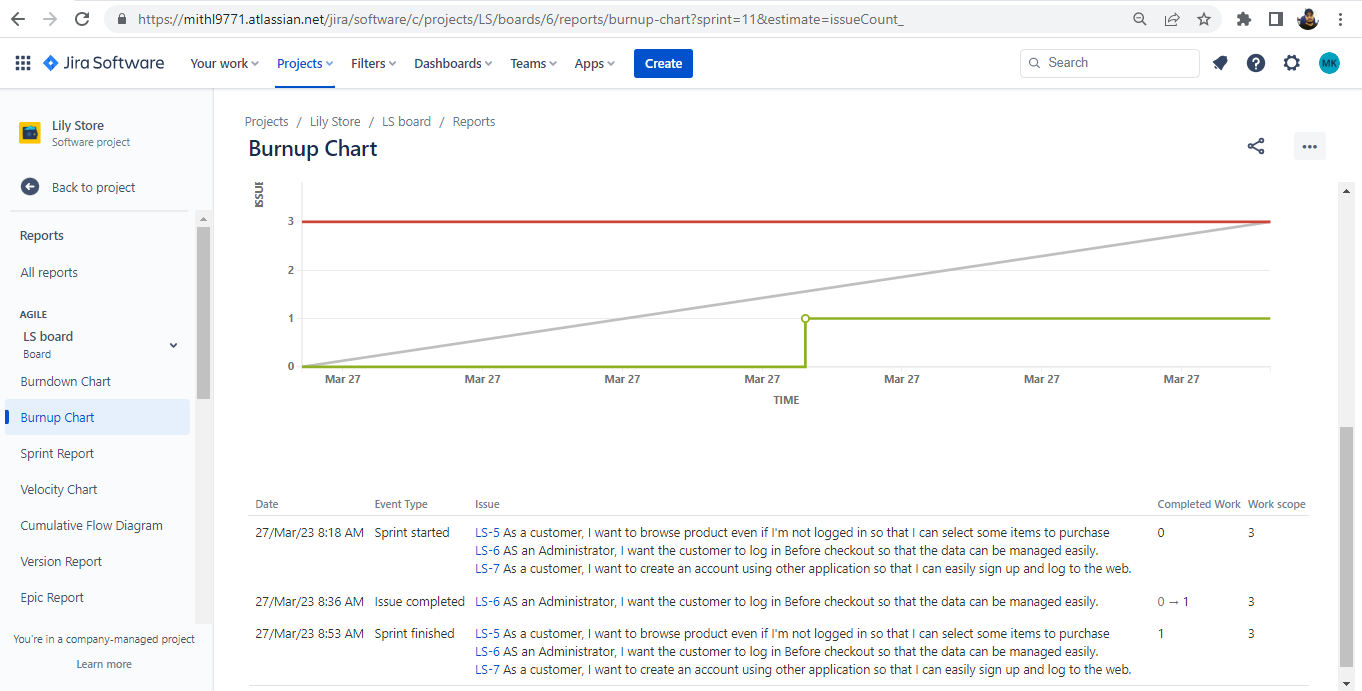 https://mithl9771.atlassian.net/jira/software/c/projects/LS/boards/6/reports/burnup-chart?sprint=11&estimate=issueCount_
Jira Software
Your work
Projects
Filters
Dashboards
Teams
Apps
Create
Search
MK
Lily Store
Software project
Back to project
Reports
All reports
AGILE
LS board
Board
Burndown Chart
Burnup Chart
Sprint Report
Velocity Chart
Cumulative Flow Diagram
Version Report
Epic Report
You're in a company-managed project
Learn more
Projects / Lily Store / LS board / Reports
Burnup Chart
ISSUE
3
2
1
0
Mar 27 Mar 27 Mar 27 Mar 27 Mar 27 Mar 27 Mar 27
TIME
Date Event Type Issue Completed Work Work scope
27/Mar/23 8:18 AM Sprint started LS-5 As a customer, I want to browse product even if I'm not logged in so that I can select some items to purchase 0 3
LS-6 AS an Administrator, I want the customer to log in Before checkout so that the data can be managed easily.
LS-7 As a customer, I want to create an account using other application so that I can easily sign up and log to the web.
27/Mar/23 8:36 AM Issue completed LS-6 AS an Administrator, I want the customer to log in Before checkout so that the data can be managed easily. 0 → 1 3
27/Mar/23 8:53 AM Sprint finished LS-5 As a customer, I want to browse product even if I'm not logged in so that I can select some items to purchase 1 3
LS-6 AS an Administrator, I want the customer to log in Before checkout so that the data can be managed easily.
LS-7 As a customer, I want to create an account using other application so that I can easily sign up and log to the web.